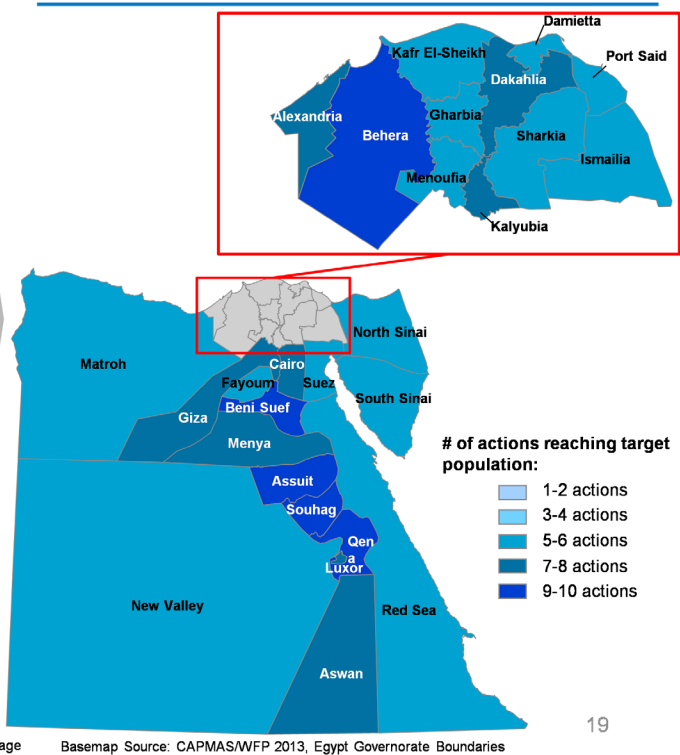 Damietta
Kafr El-Sheikh
Port Said
Dakahlia
Alexandria
Gharbia
Behera
Sharkia
Ismailia
Menoufia
Kalyubia
North Sinai
Matroh
Cairo
Fayoum
Suez
South Sinai
Beni Suef
Giza
Menya
# of actions reaching target
population:
Assuit
1-2 actions
Souhag
3-4 actions
Qen
a
5-6 actions
Luxor
7-8 actions
9-10 actions
New Valley
Red Sea
Aswan
19
age
Basemap Source: CAPMAS/WFP 2013, Egypt Governorate Boundaries